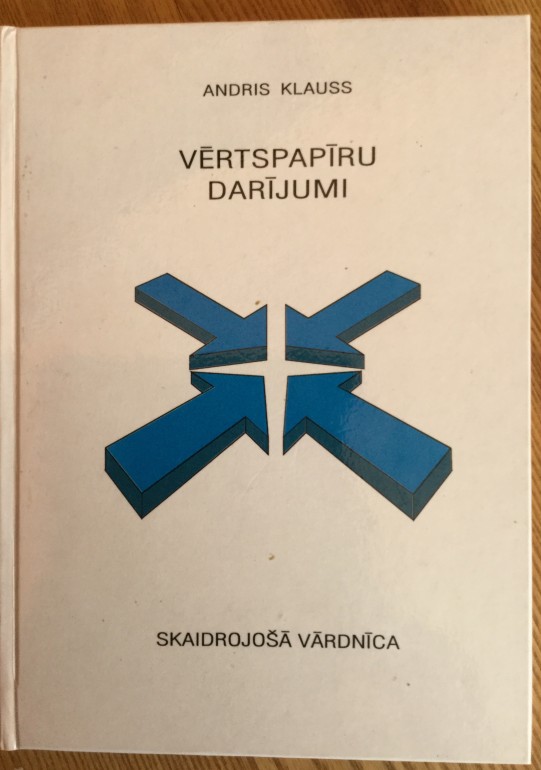 ANDRIS KLAUSS
VĒRTSPAPĪRU
DARĪJUMI
SKAIDROJOŠĀ VĀRDNĪCA